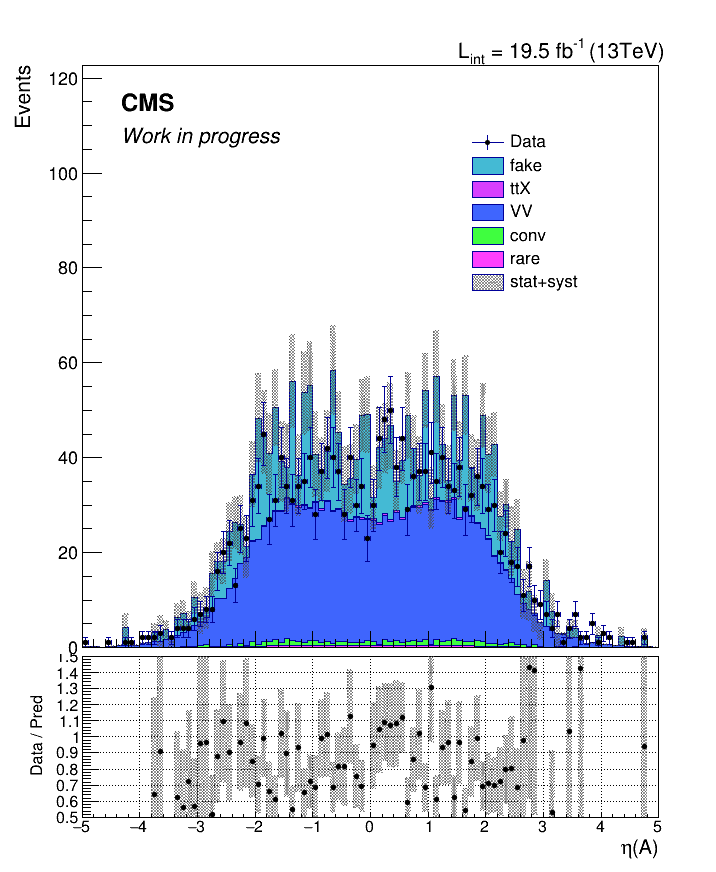 L_int = 19.5 fb^-1 (13TeV)
Events
120
100
80
60
40
20
0
CMS
Work in progress
Data
fake
ttX
VV
conv
rare
stat+syst
Data / Pred
1.5
1.4
1.3
1.2
1.1
1
0.9
0.8
0.7
0.6
0.5
−5 −4 −3 −2 −1 0 1 2 3 4 5
η(A)